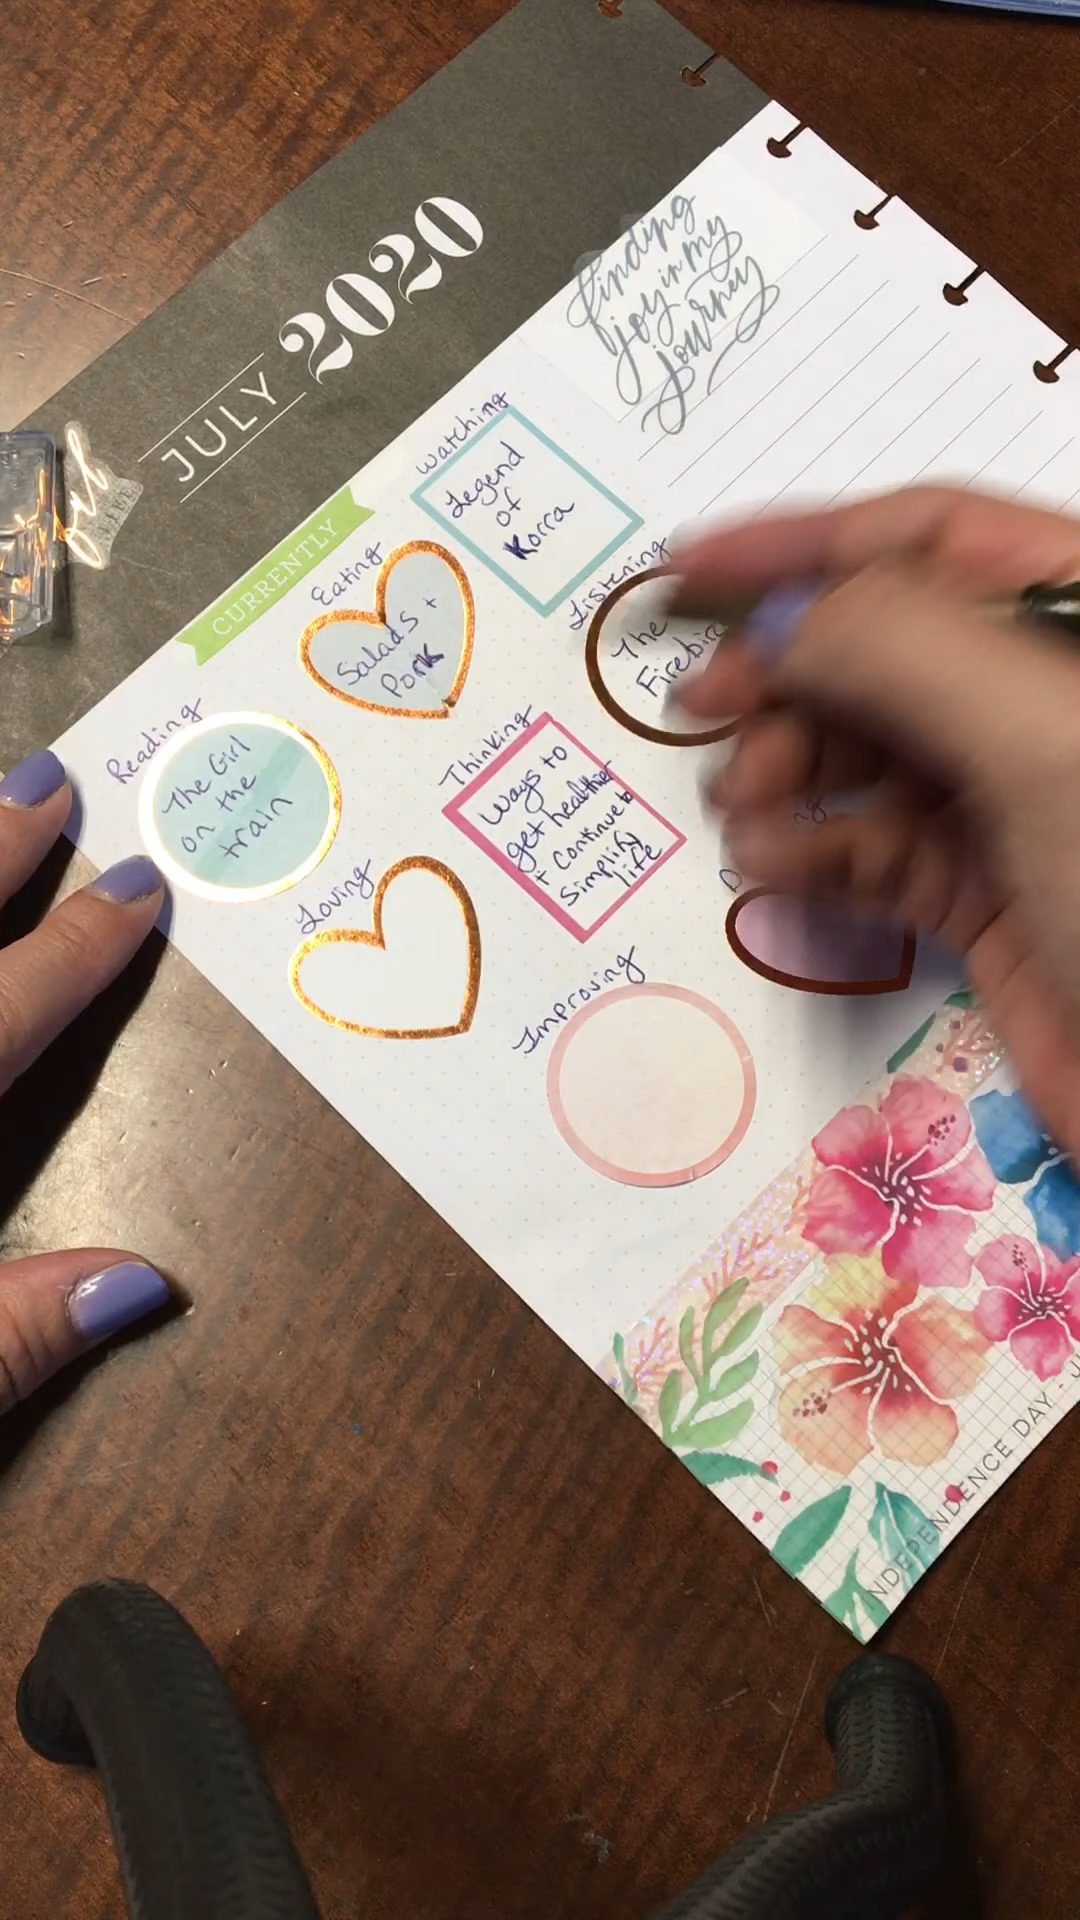 JULY 2020
finding
joy in my
journey
CURRENTLY
Watching
Legend
of
Korra
Eating
Salads +
Pork
Listening
The
Reading
The Girl
on the
train
Thinking
Ways to
get healthier
+ Continue to
Simplify
life
Loving
Improving
INDEPENDENCE DAY -